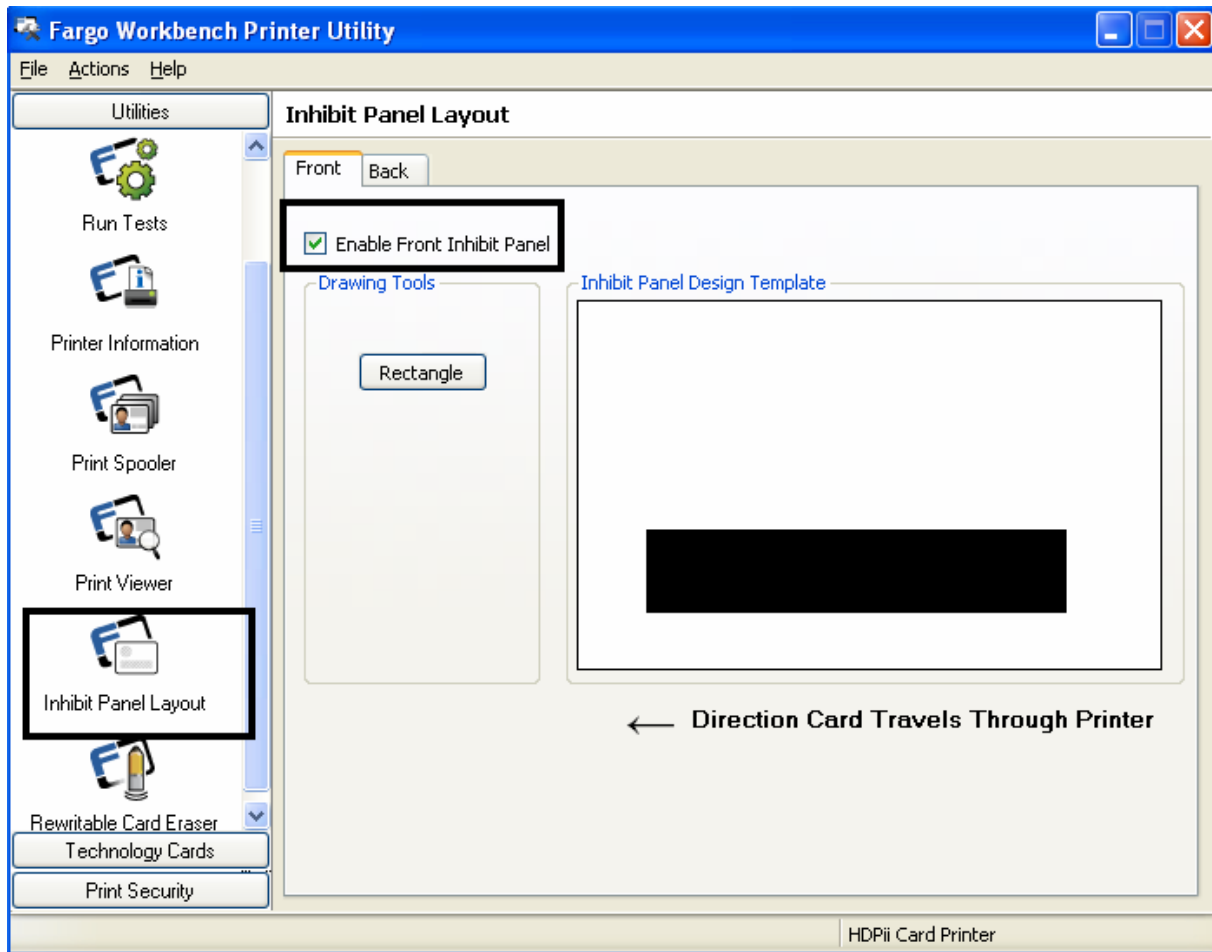 Fargo Workbench Printer Utility
File Actions Help
Utilities
Run Tests
Printer Information
Print Spooler
Print Viewer
Inhibit Panel Layout
Rewritable Card Eraser
Technology Cards
Print Security
Inhibit Panel Layout
Front Back
Enable Front Inhibit Panel
Drawing Tools
Rectangle
Inhibit Panel Design Template
← Direction Card Travels Through Printer
HDPii Card Printer